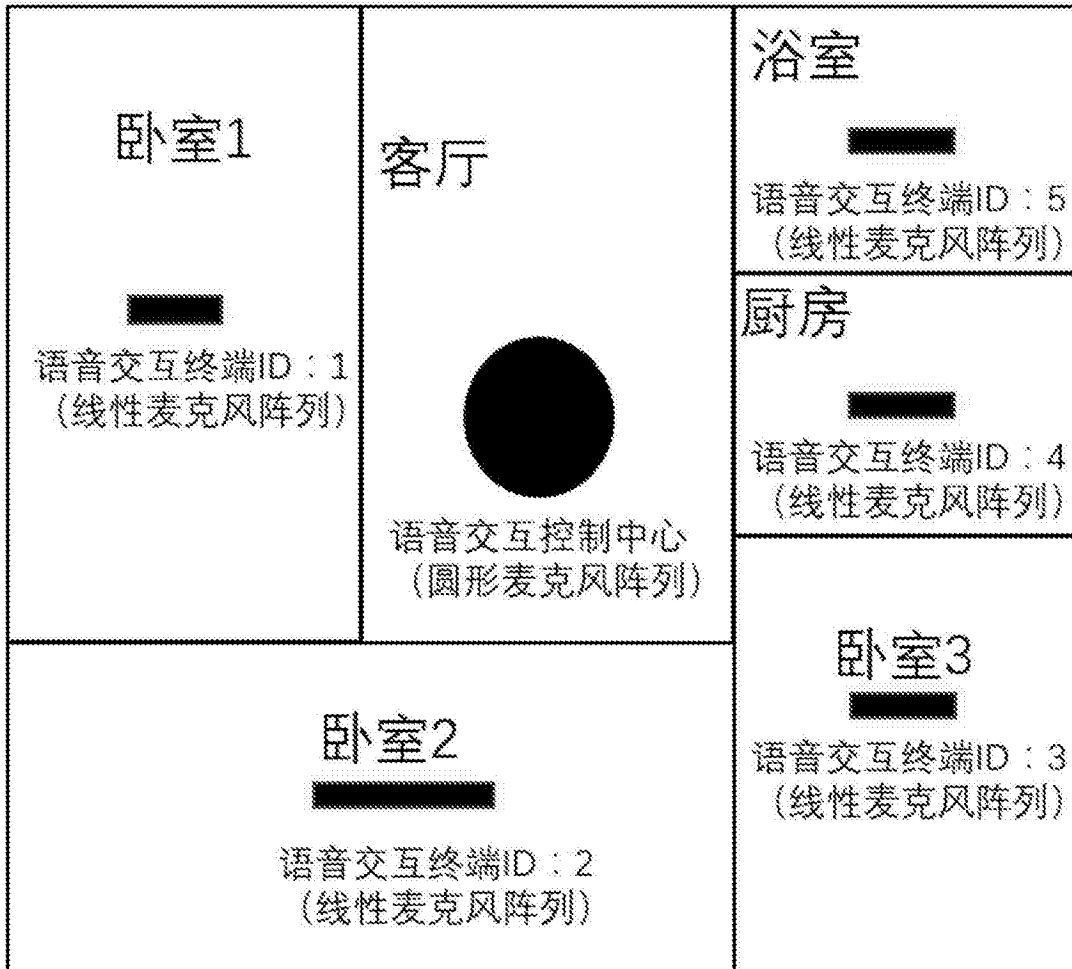 卧室1
语音交互终端ID：1
（线性麦克风阵列）
客厅
语音交互控制中心
（圆形麦克风阵列）
浴室
语音交互终端ID：5
（线性麦克风阵列）
厨房
语音交互终端ID：4
（线性麦克风阵列）
卧室2
语音交互终端ID：2
（线性麦克风阵列）
卧室3
语音交互终端ID：3
（线性麦克风阵列）